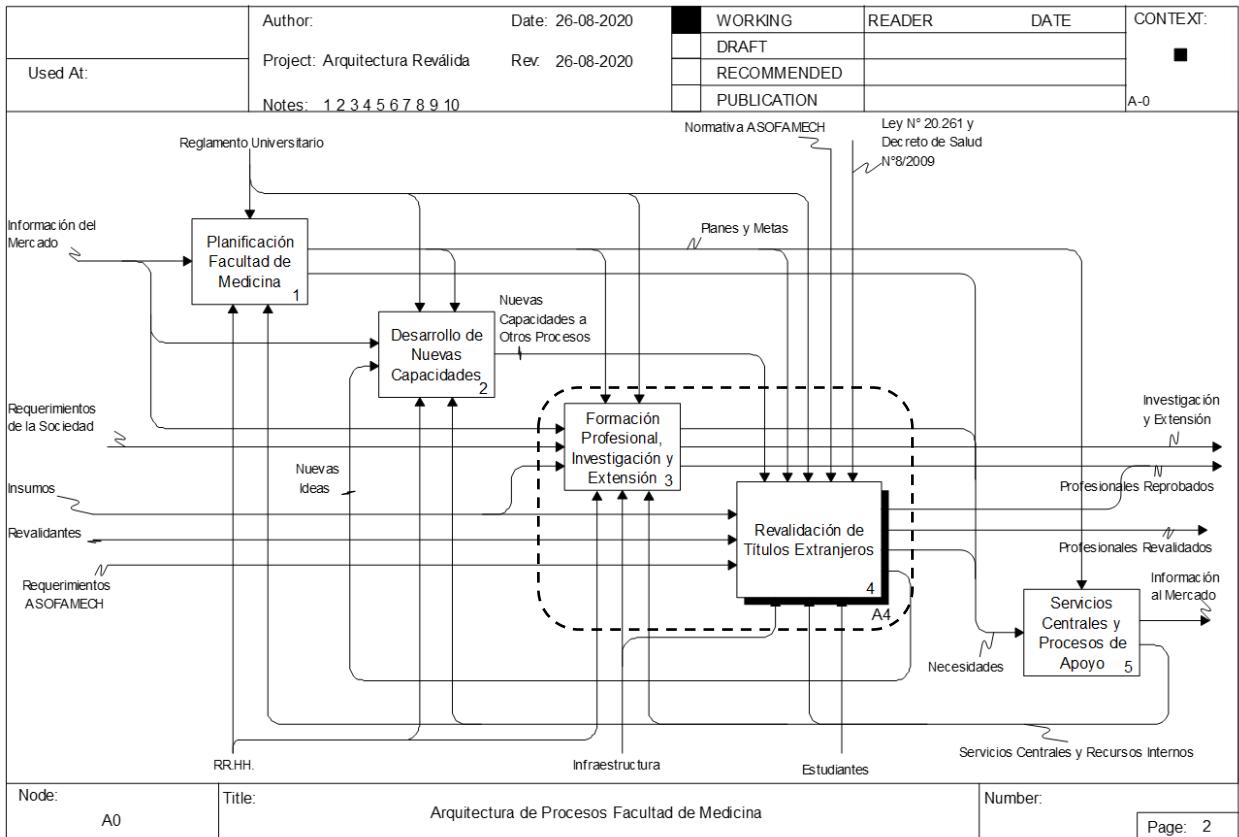 Used At:
Author:
Date: 26-08-2020
Project: Arquitectura Reválida
Rev: 26-08-2020
Notes: 1 2 3 4 5 6 7 8 9 10
WORKING
DRAFT
RECOMMENDED
PUBLICATION
READER
DATE
CONTEXT:
A-0
Reglamento Universitario
Normativa ASOFAMECH
Ley N° 20.261 y
Decreto de Salud
N°8/2009
Información del
Mercado
Planificación
Facultad de
Medicina
1
Planes y Metas
Desarrollo de
Nuevas
Capacidades
2
Nuevas
Capacidades a
Otros Procesos
Requerimientos
de la Sociedad
Formación
Profesional,
Investigación y
Extensión
3
Investigación
y Extensión
Nuevas
Ideas
Insumos
Profesionales Reprobados
Revalidantes
Revalidación de
Títulos Extranjeros
4
A4
Profesionales Revalidados
Requerimientos
ASOFAMECH
Información
al Mercado
Servicios
Centrales y
Procesos de
Apoyo
5
Necesidades
Servicios Centrales y Recursos Internos
RR.HH.
Infraestructura
Estudiantes
Node:
A0
Title:
Arquitectura de Procesos Facultad de Medicina
Number:
Page: 2